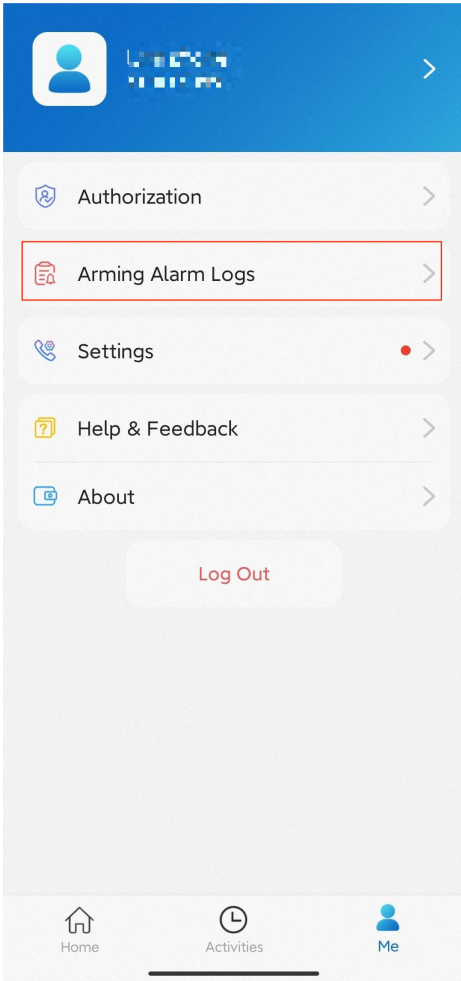 Authorization
Arming Alarm Logs
Settings
Help & Feedback
About
Log Out
Home
Activities
Me